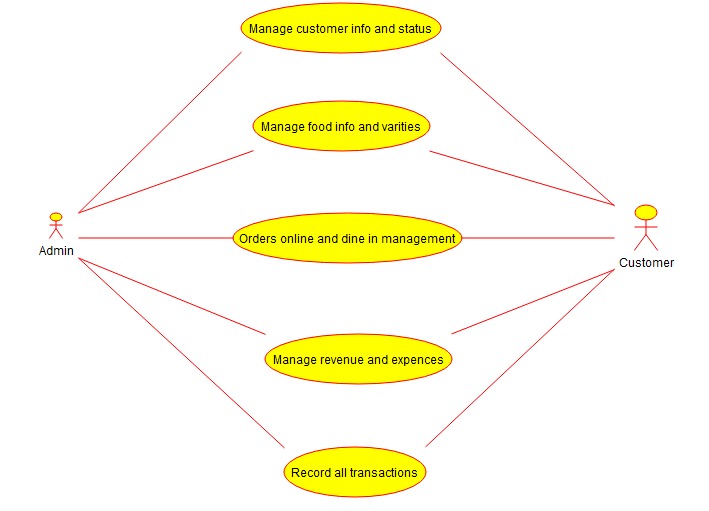 Manage customer info and status
Manage food info and varities
Admin
Orders online and dine in management
Customer
Manage revenue and expences
Record all transactions